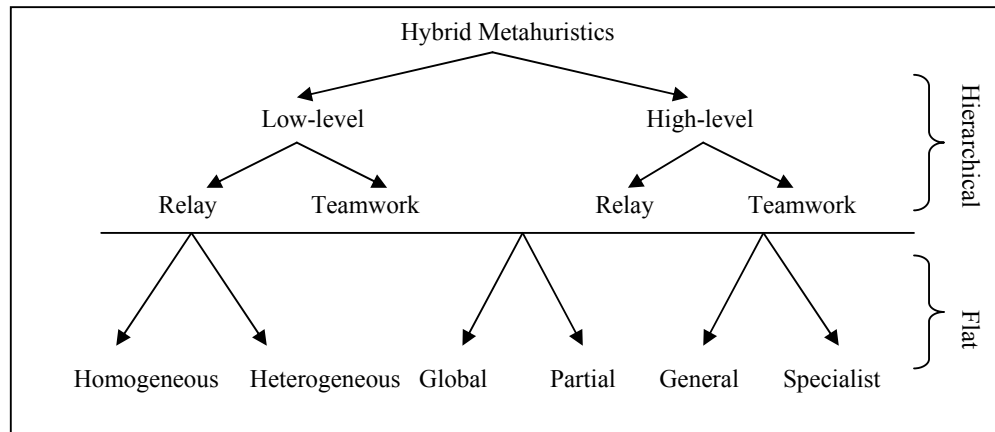 Hybrid Metahuristics
Low-level High-level
Relay Teamwork Relay Teamwork
Hierarchical
Homogeneous Heterogeneous Global Partial General Specialist
Flat